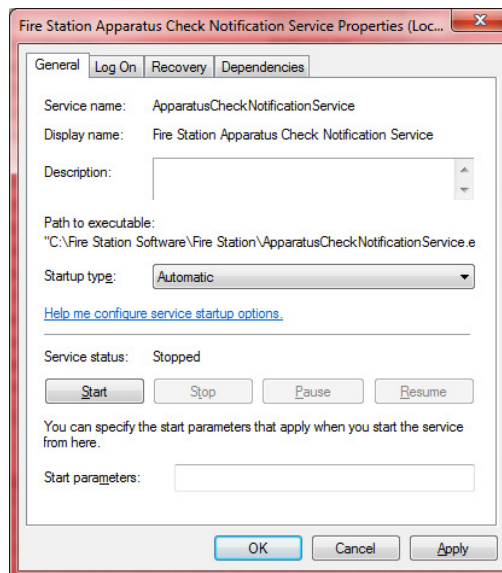 Fire Station Apparatus Check Notification Service Properties (Loc...
General Log On Recovery Dependencies
Service name: ApparatusCheckNotificationService
Display name: Fire Station Apparatus Check Notification Service
Description:
Path to executable:
"C:\Fire Station Software\Fire Station\ApparatusCheckNotificationService.e
Startup type: Automatic
Help me configure service startup options.
Service status: Stopped
Start Stop Pause Resume
You can specify the start parameters that apply when you start the service
from here.
Start parameters:
OK Cancel Apply